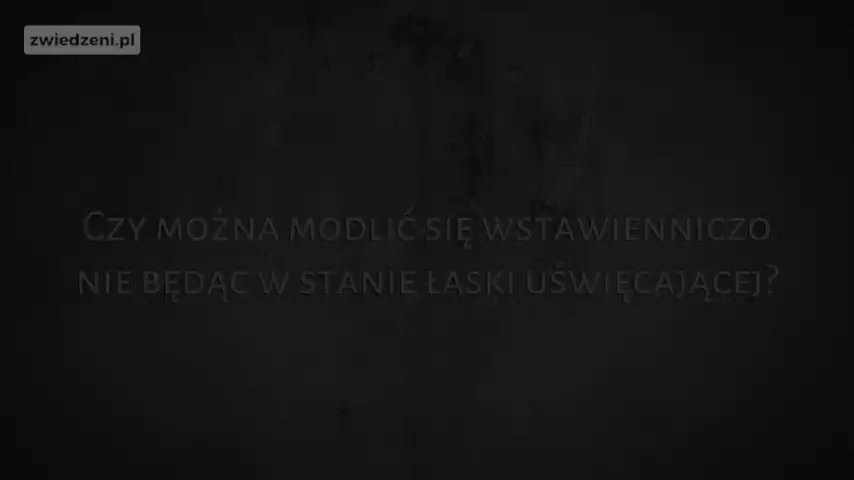 zwiedzeni.pl
Czy można modlić się wstawienniczo
nie będąc w stanie łaski uświęcającej?